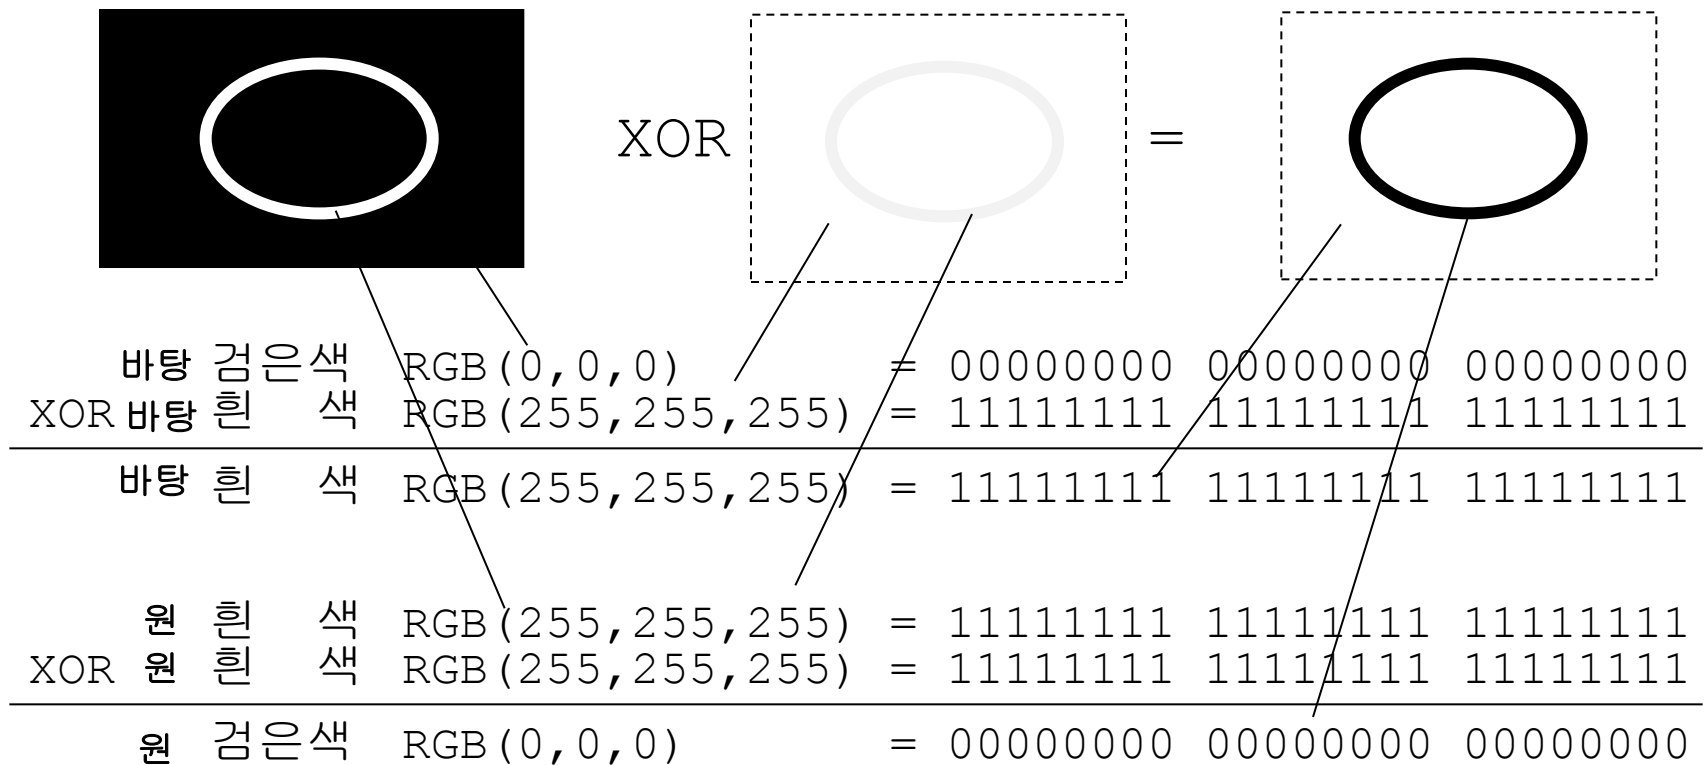 XOR =
바탕 검은색 RGB(0,0,0) = 00000000 00000000 00000000
XOR 바탕 흰 색 RGB(255,255,255) = 11111111 11111111 11111111
바탕 흰 색 RGB(255,255,255) = 11111111 11111111 11111111
원 흰 색 RGB(255,255,255) = 11111111 11111111 11111111
XOR 원 흰 색 RGB(255,255,255) = 11111111 11111111 11111111
원 검은색 RGB(0,0,0) = 00000000 00000000 00000000